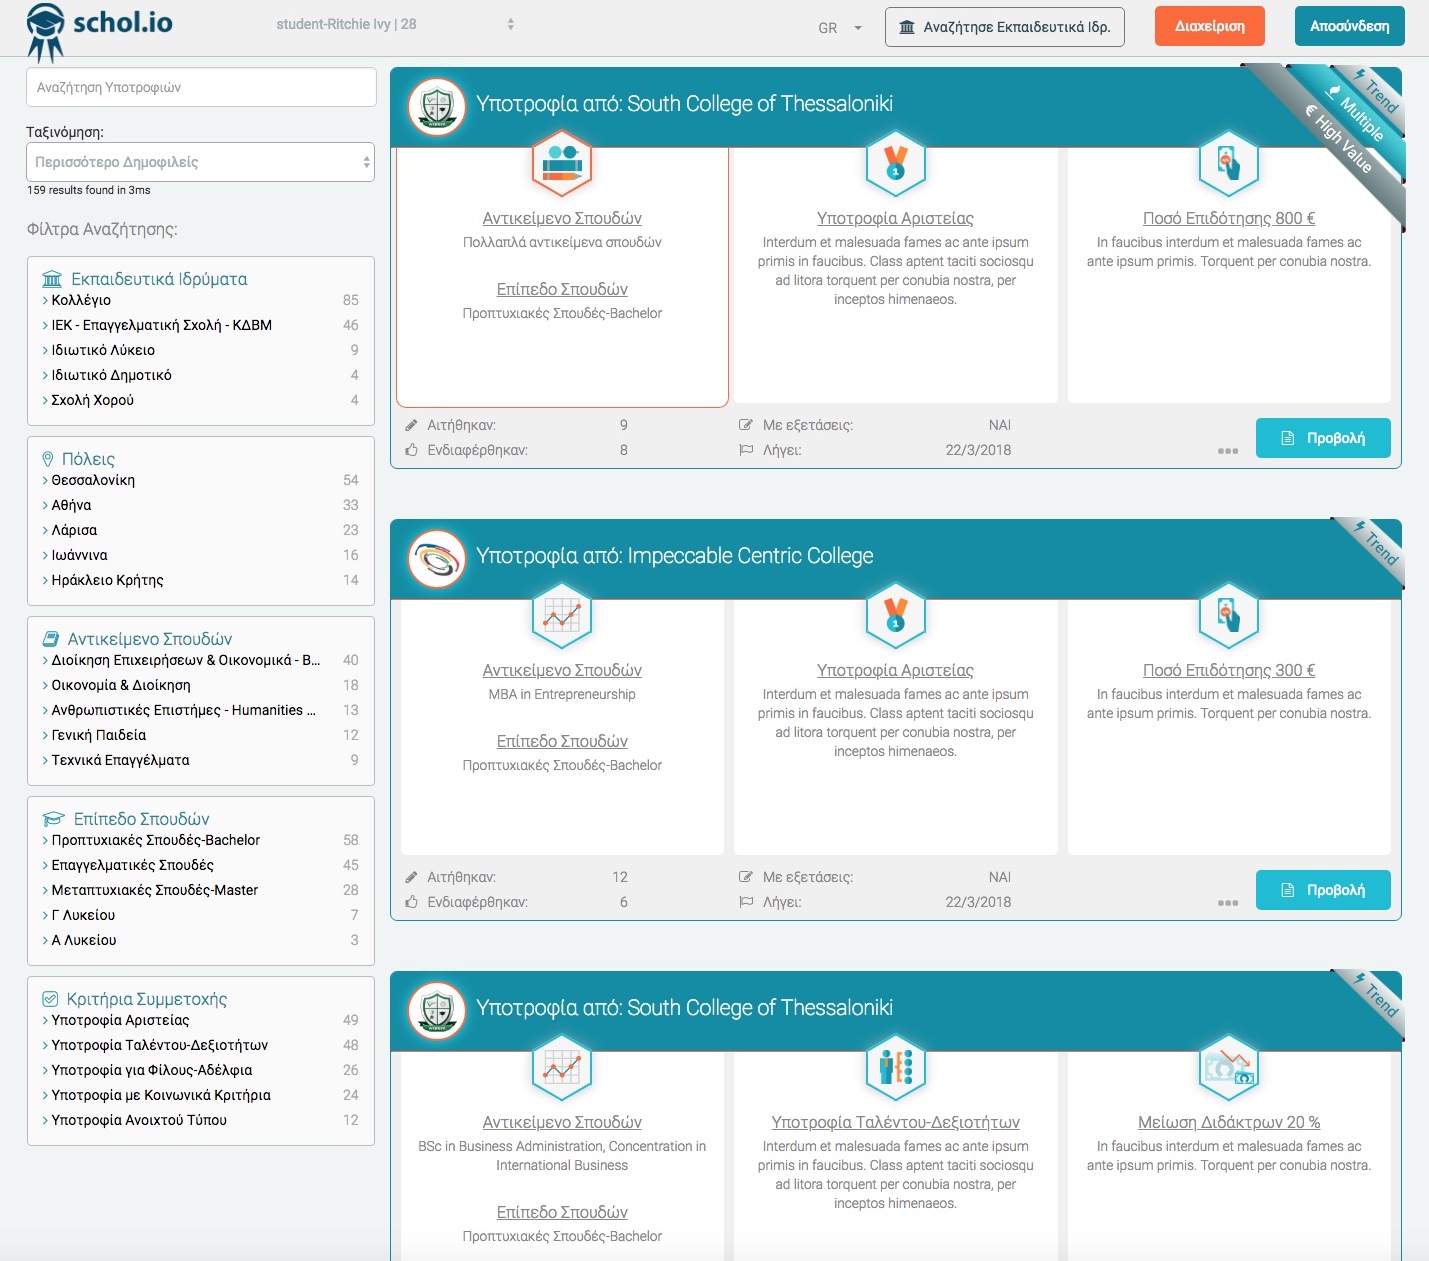 schol.io
student-Ritchie Ivy | 28
GR
Αναζήτησε Εκπαιδευτικά Ιδρ.
Διαχείριση
Αποσύνδεση
Αναζήτηση Υποτροφιών
Ταξινόμηση:
Περισσότερο Δημοφιλείς
159 results found in 3ms
Φίλτρα Αναζήτησης:
Εκπαιδευτικά Ιδρύματα
Κολλέγιο 85
ΙΕΚ - Επαγγελματική Σχολή - ΚΔΒΜ 46
Ιδιωτικό Λύκειο 9
Ιδιωτικό Δημοτικό 4
Σχολή Χορού 4
Πόλεις
Θεσσαλονίκη 54
Αθήνα 33
Λάρισα 23
Ιωάννινα 16
Ηράκλειο Κρήτης 14
Αντικείμενο Σπουδών
Διοίκηση Επιχειρήσεων & Οικονομικά - Β... 40
Οικονομία & Διοίκηση 18
Ανθρωπιστικές Επιστήμες - Humanities ... 13
Γενική Παιδεία 12
Τεχνικά Επαγγέλματα 9
Επίπεδο Σπουδών
Προπτυχιακές Σπουδές-Bachelor 58
Επαγγελματικές Σπουδές 45
Μεταπτυχιακές Σπουδές-Master 28
Γ Λυκείου 7
Α Λυκείου 3
Κριτήρια Συμμετοχής
Υποτροφία Αριστείας 49
Υποτροφία Ταλέντου-Δεξιοτήτων 48
Υποτροφία για Φίλους-Αδέλφια 26
Υποτροφία με Κοινωνικά Κριτήρια 24
Υποτροφία Ανοιχτού Τύπου 12
Υποτροφία από: South College of Thessaloniki
Trend
Multiple
€ High Value
Αντικείμενο Σπουδών
Πολλαπλά αντικείμενα σπουδών
Επίπεδο Σπουδών
Προπτυχιακές Σπουδές-Bachelor
1
Υποτροφία Αριστείας
Interdum et malesuada fames ac ante ipsum
primis in faucibus. Class aptent taciti sociosqu
ad litora torquent per conubia nostra, per
inceptos himenaeos.
Ποσό Επιδότησης 800 €
In faucibus interdum et malesuada fames ac
ante ipsum primis. Torquent per conubia nostra.
Αιτήθηκαν: 9
Ενδιαφέρθηκαν: 8
Με εξετάσεις: ΝΑΙ
Λήγει: 22/3/2018
Προβολή
Υποτροφία από: Impeccable Centric College
Trend
Αντικείμενο Σπουδών
MBA in Entrepreneurship
Επίπεδο Σπουδών
Προπτυχιακές Σπουδές-Bachelor
1
Υποτροφία Αριστείας
Interdum et malesuada fames ac ante ipsum
primis in faucibus. Class aptent taciti sociosqu
ad litora torquent per conubia nostra, per
inceptos himenaeos.
Ποσό Επιδότησης 300 €
In faucibus interdum et malesuada fames ac
ante ipsum primis. Torquent per conubia nostra.
Αιτήθηκαν: 12
Ενδιαφέρθηκαν: 6
Με εξετάσεις: ΝΑΙ
Λήγει: 22/3/2018
Προβολή
Υποτροφία από: South College of Thessaloniki
Trend
Αντικείμενο Σπουδών
BSc in Business Administration, Concentration in
International Business
Επίπεδο Σπουδών
Προπτυχιακές Σπουδές-Bachelor
Υποτροφία Ταλέντου-Δεξιοτήτων
Interdum et malesuada fames ac ante ipsum
primis in faucibus. Class aptent taciti sociosqu
ad litora torquent per conubia nostra, per
inceptos himenaeos.
Μείωση Διδάκτρων 20 %
In faucibus interdum et malesuada fames ac
ante ipsum primis. Torquent per conubia nostra.